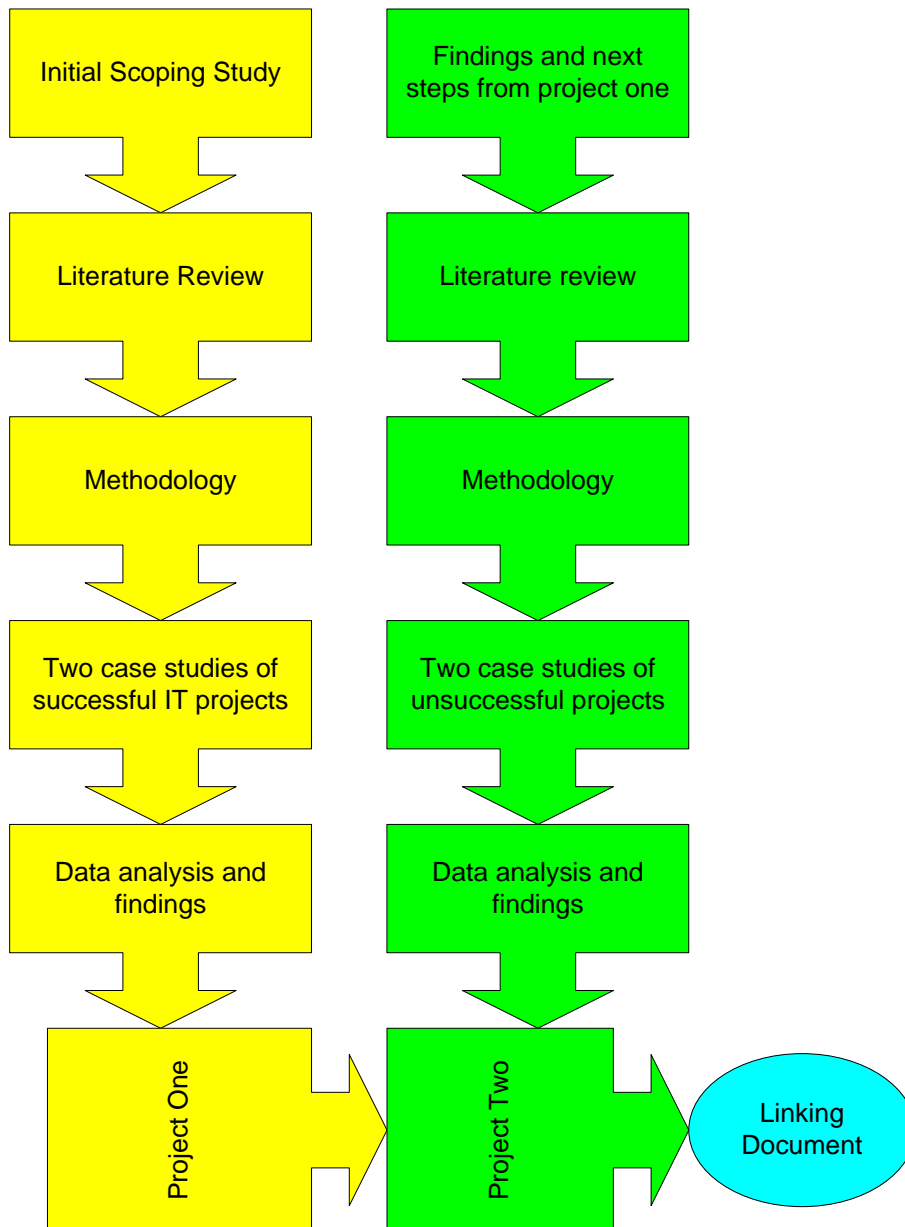 Initial Scoping Study
Literature Review
Methodology
Two case studies of
successful IT projects
Data analysis and
findings
Project One
Findings and next
steps from project one
Literature review
Methodology
Two case studies of
unsuccessful projects
Data analysis and
findings
Project Two
Linking
Document